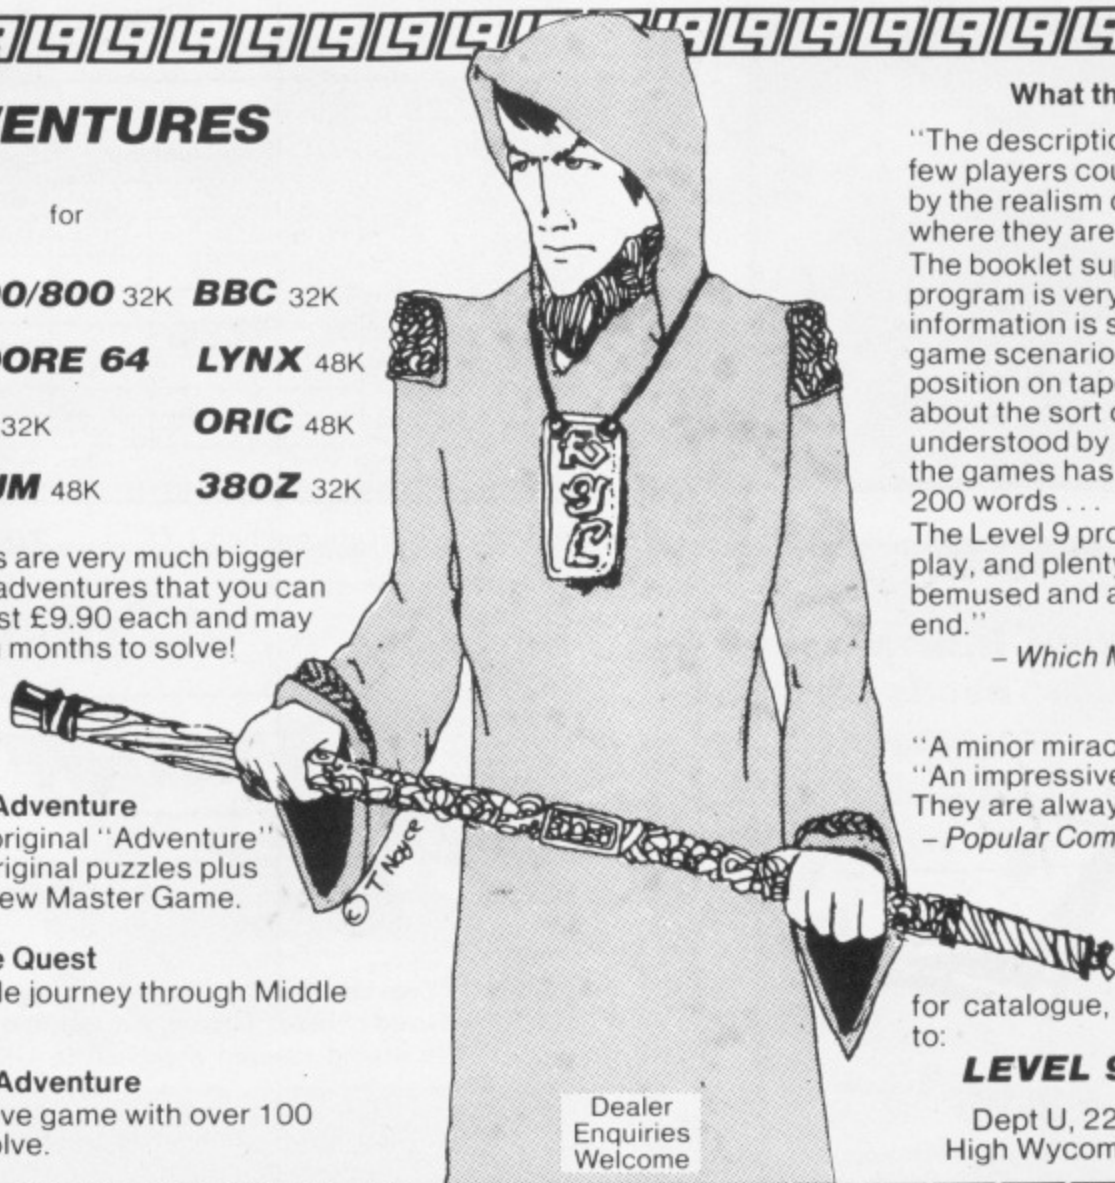 VENTURES
for
00/800 32K BBC 32K
ORE 64 LYNX 48K
32K ORIC 48K
UM 48K 380Z 32K
s are very much bigger
adventures that you can
st £9.90 each and may
months to solve!
Adventure
original "Adventure"
riginal puzzles plus
ew Master Game.
e Quest
le journey through Middle
Adventure
ve game with over 100
olve.
© T Noyce
Dealer
Enquiries
Welcome
What th
"The descriptio
few players cou
by the realism
where they are
The booklet su
program is very
information is s
game scenario
position on tap
about the sort
understood by
the games has
200 words ...
The Level 9 pro
play, and plenty
bemused and a
end."
– Which M
"A minor mirac
"An impressive
They are alway
– Popular Com
for catalogue,
to:
LEVEL 9
Dept U, 22
High Wycom